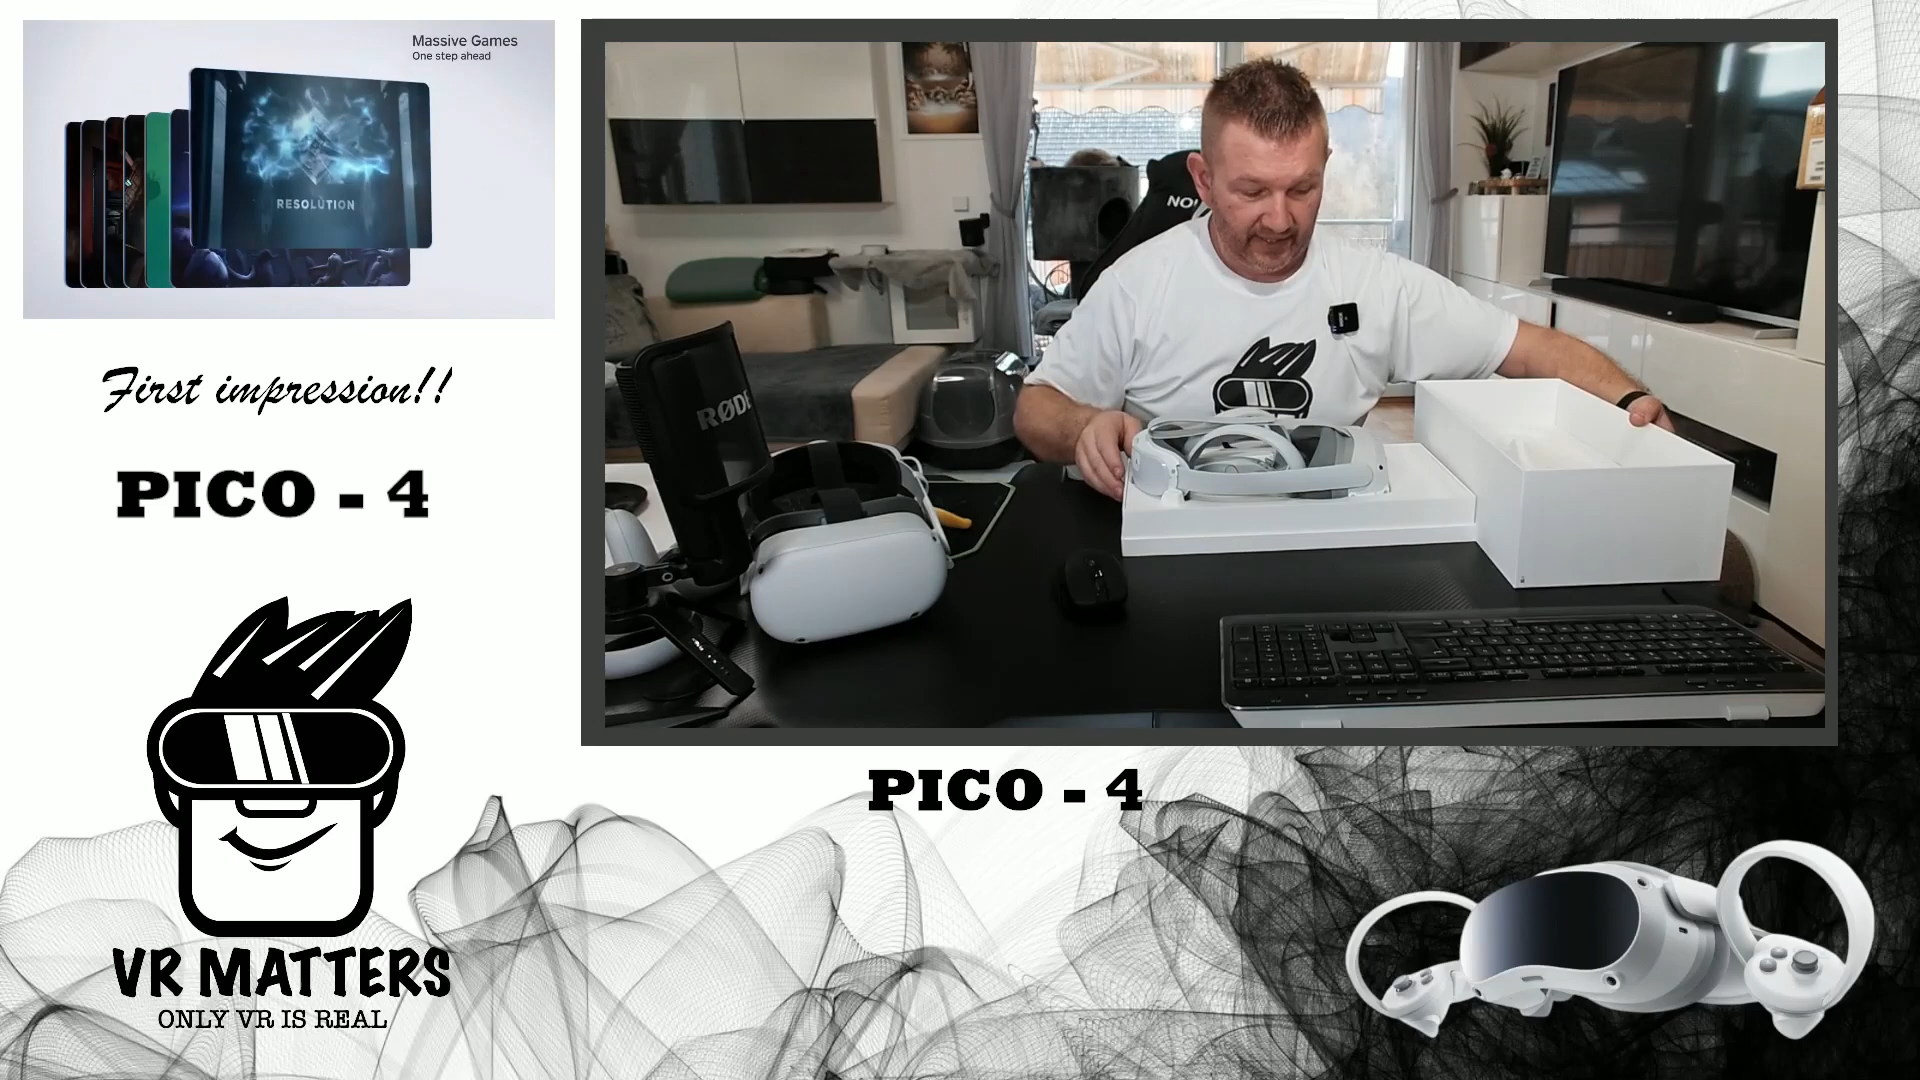 Massive Games
One step ahead
RESOLUTION
First impression!!
PICO - 4
VR MATTERS
ONLY VR IS REAL
RØDE
PICO - 4